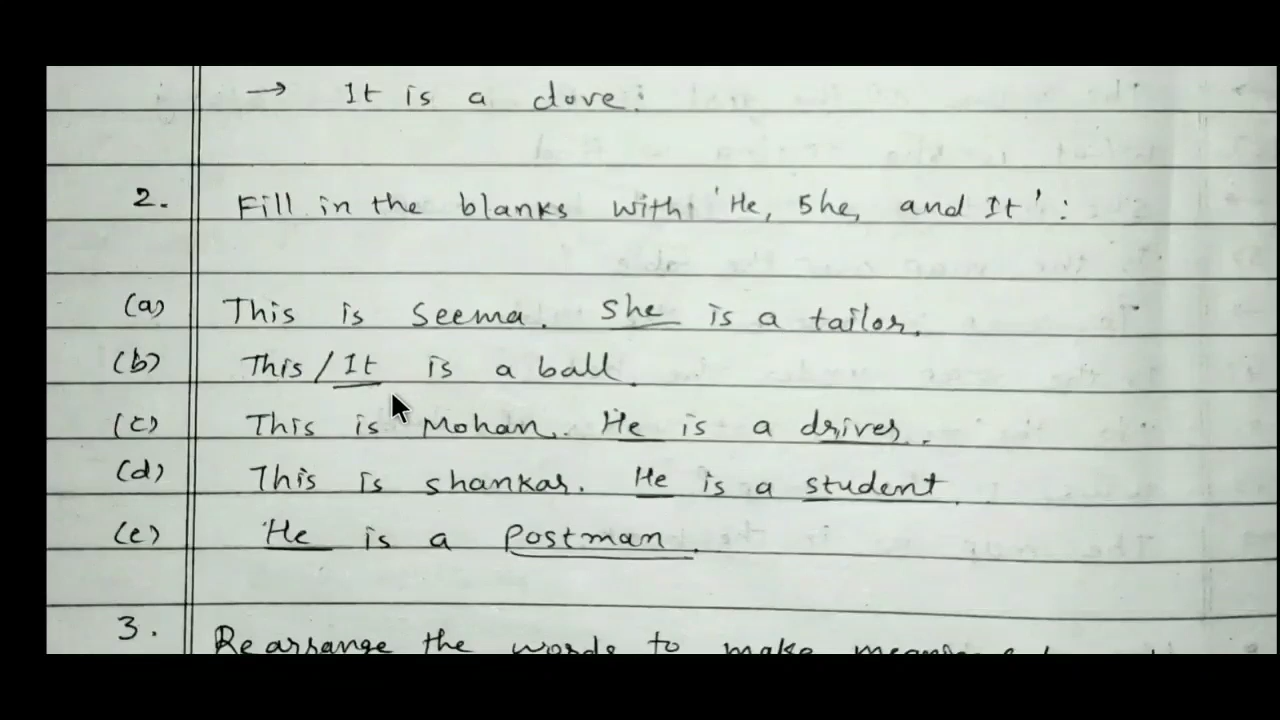 → It is a dove.
2. Fill in the blanks with 'He, She, and It' :
(a) This is Seema. She is a tailor.
(b) This / It is a ball.
(c) This is Mohan. He is a driver.
(d) This is shankar. He is a student.
(e) He is a Postman.
3. Rearrange the words to make